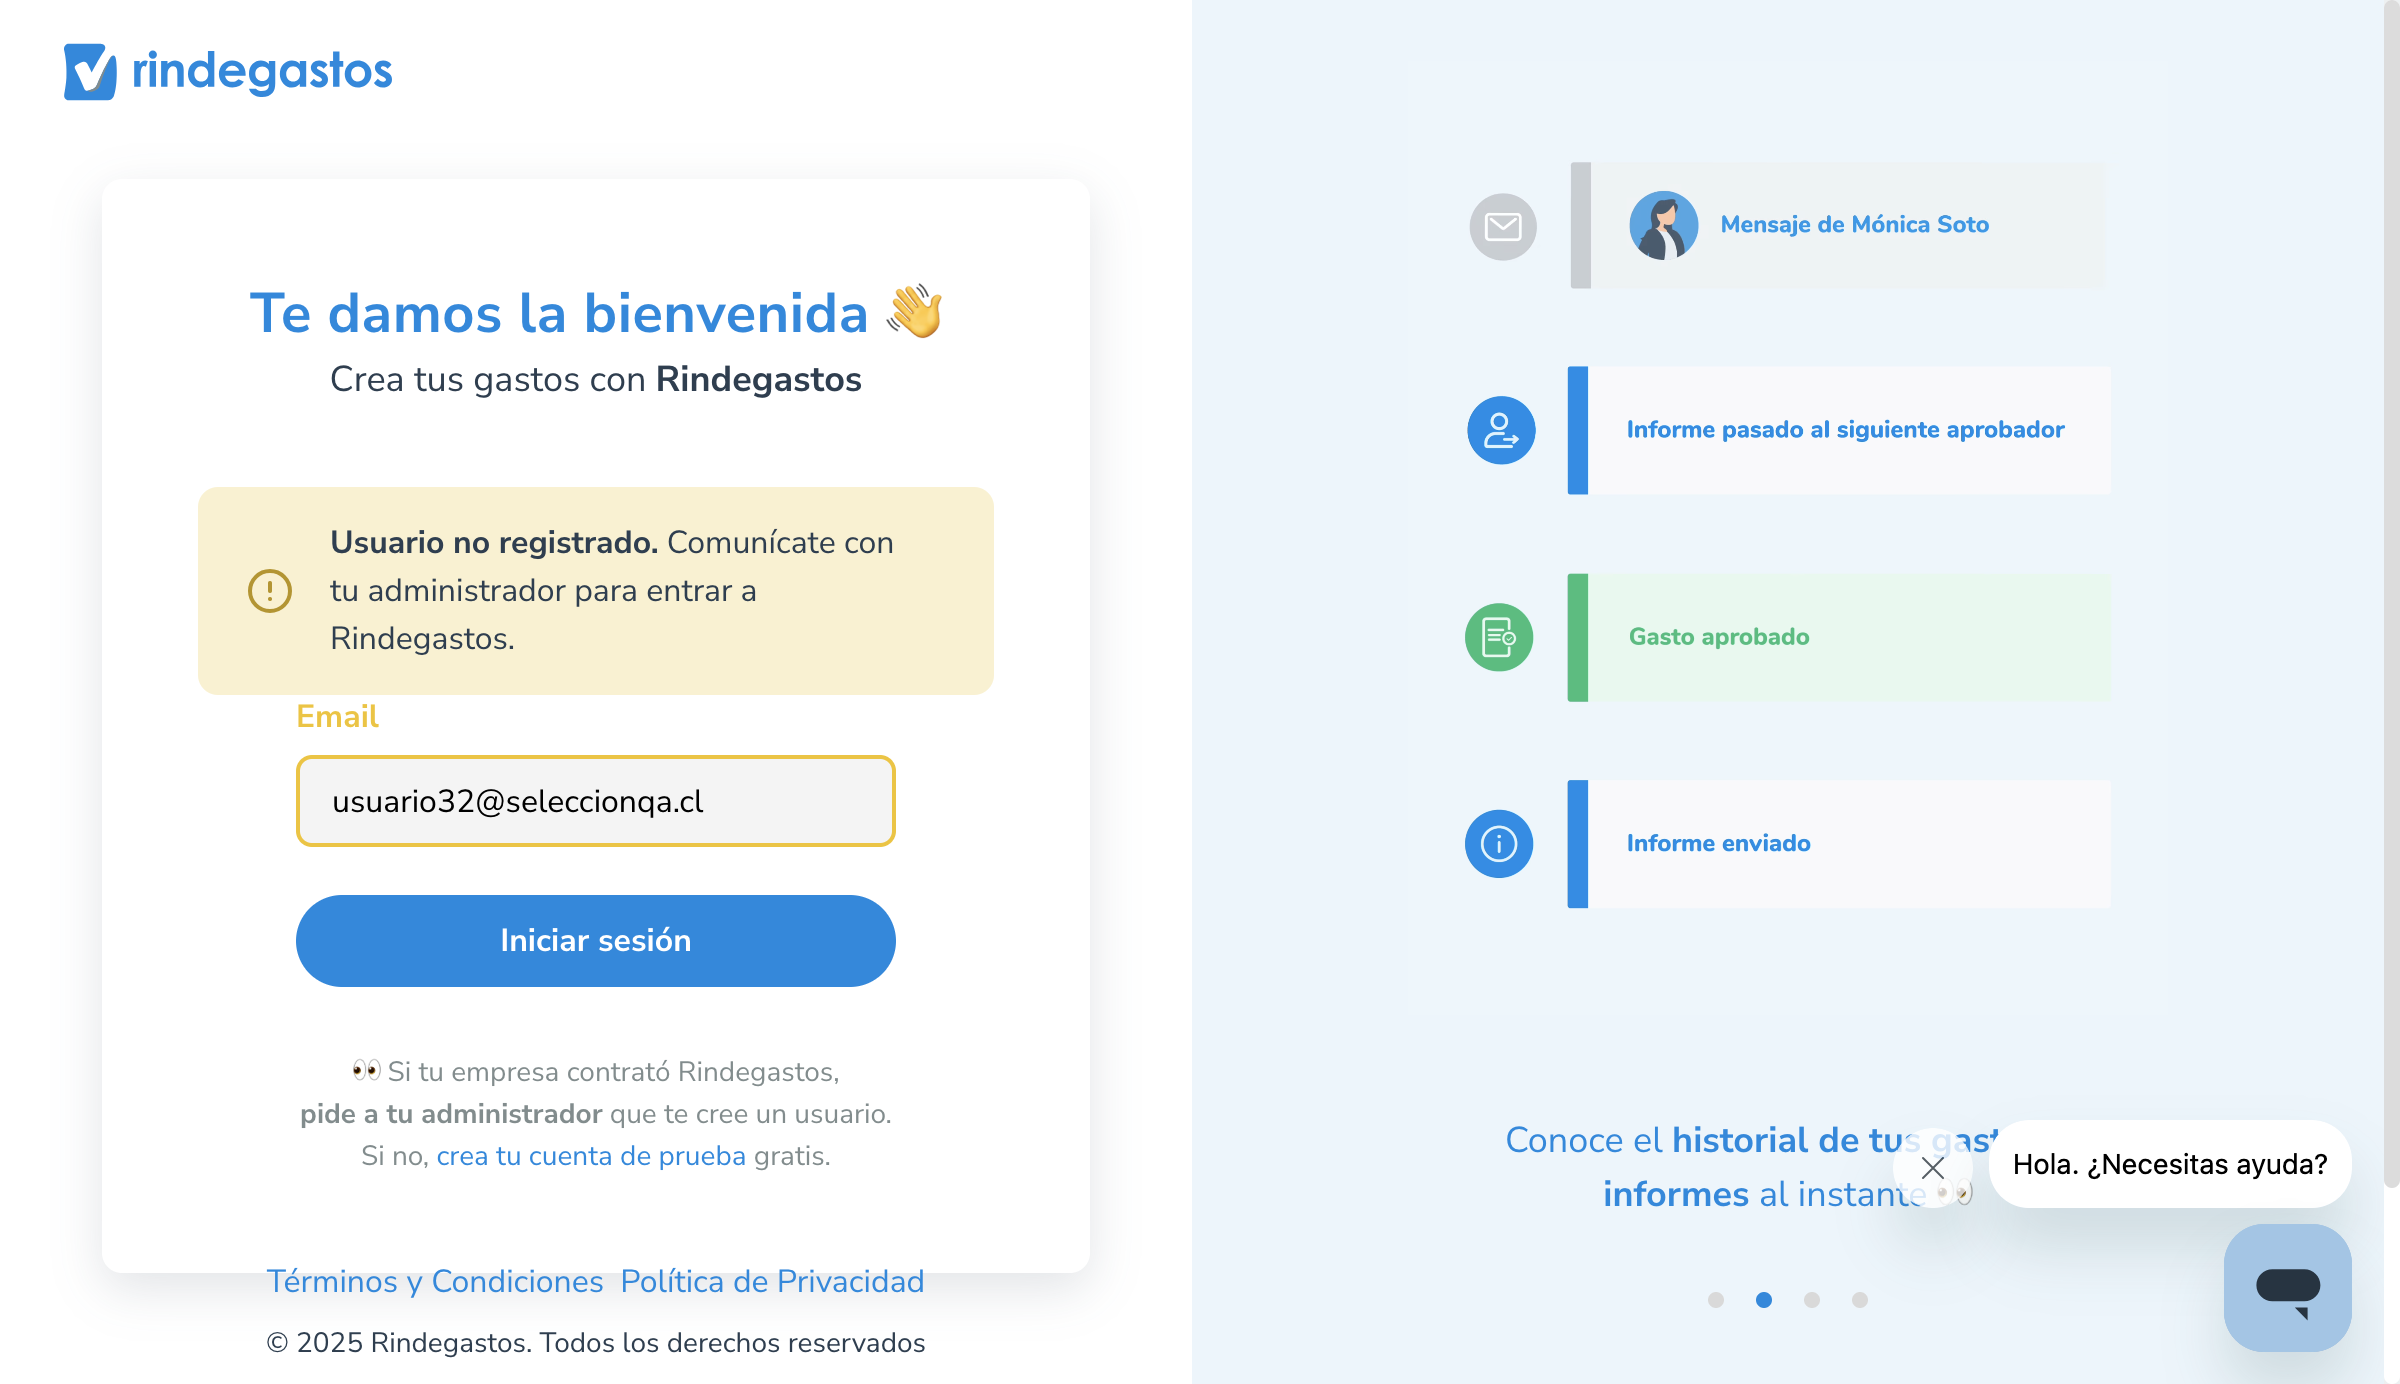 rindegastos
Te damos la bienvenida 👋
Crea tus gastos con Rindegastos
Usuario no registrado. Comunícate con
tu administrador para entrar a
Rindegastos.
Email
usuario32@seleccionqa.cl
Iniciar sesión
👀 Si tu empresa contrató Rindegastos,
pide a tu administrador que te cree un usuario.
Si no, crea tu cuenta de prueba gratis.
Términos y Condiciones Política de Privacidad
© 2025 Rindegastos. Todos los derechos reservados
Mensaje de Mónica Soto
Informe pasado al siguiente aprobador
Gasto aprobado
Informe enviado
Conoce el historial de tus gast
informes al instante 👀
Hola. ¿Necesitas ayuda?